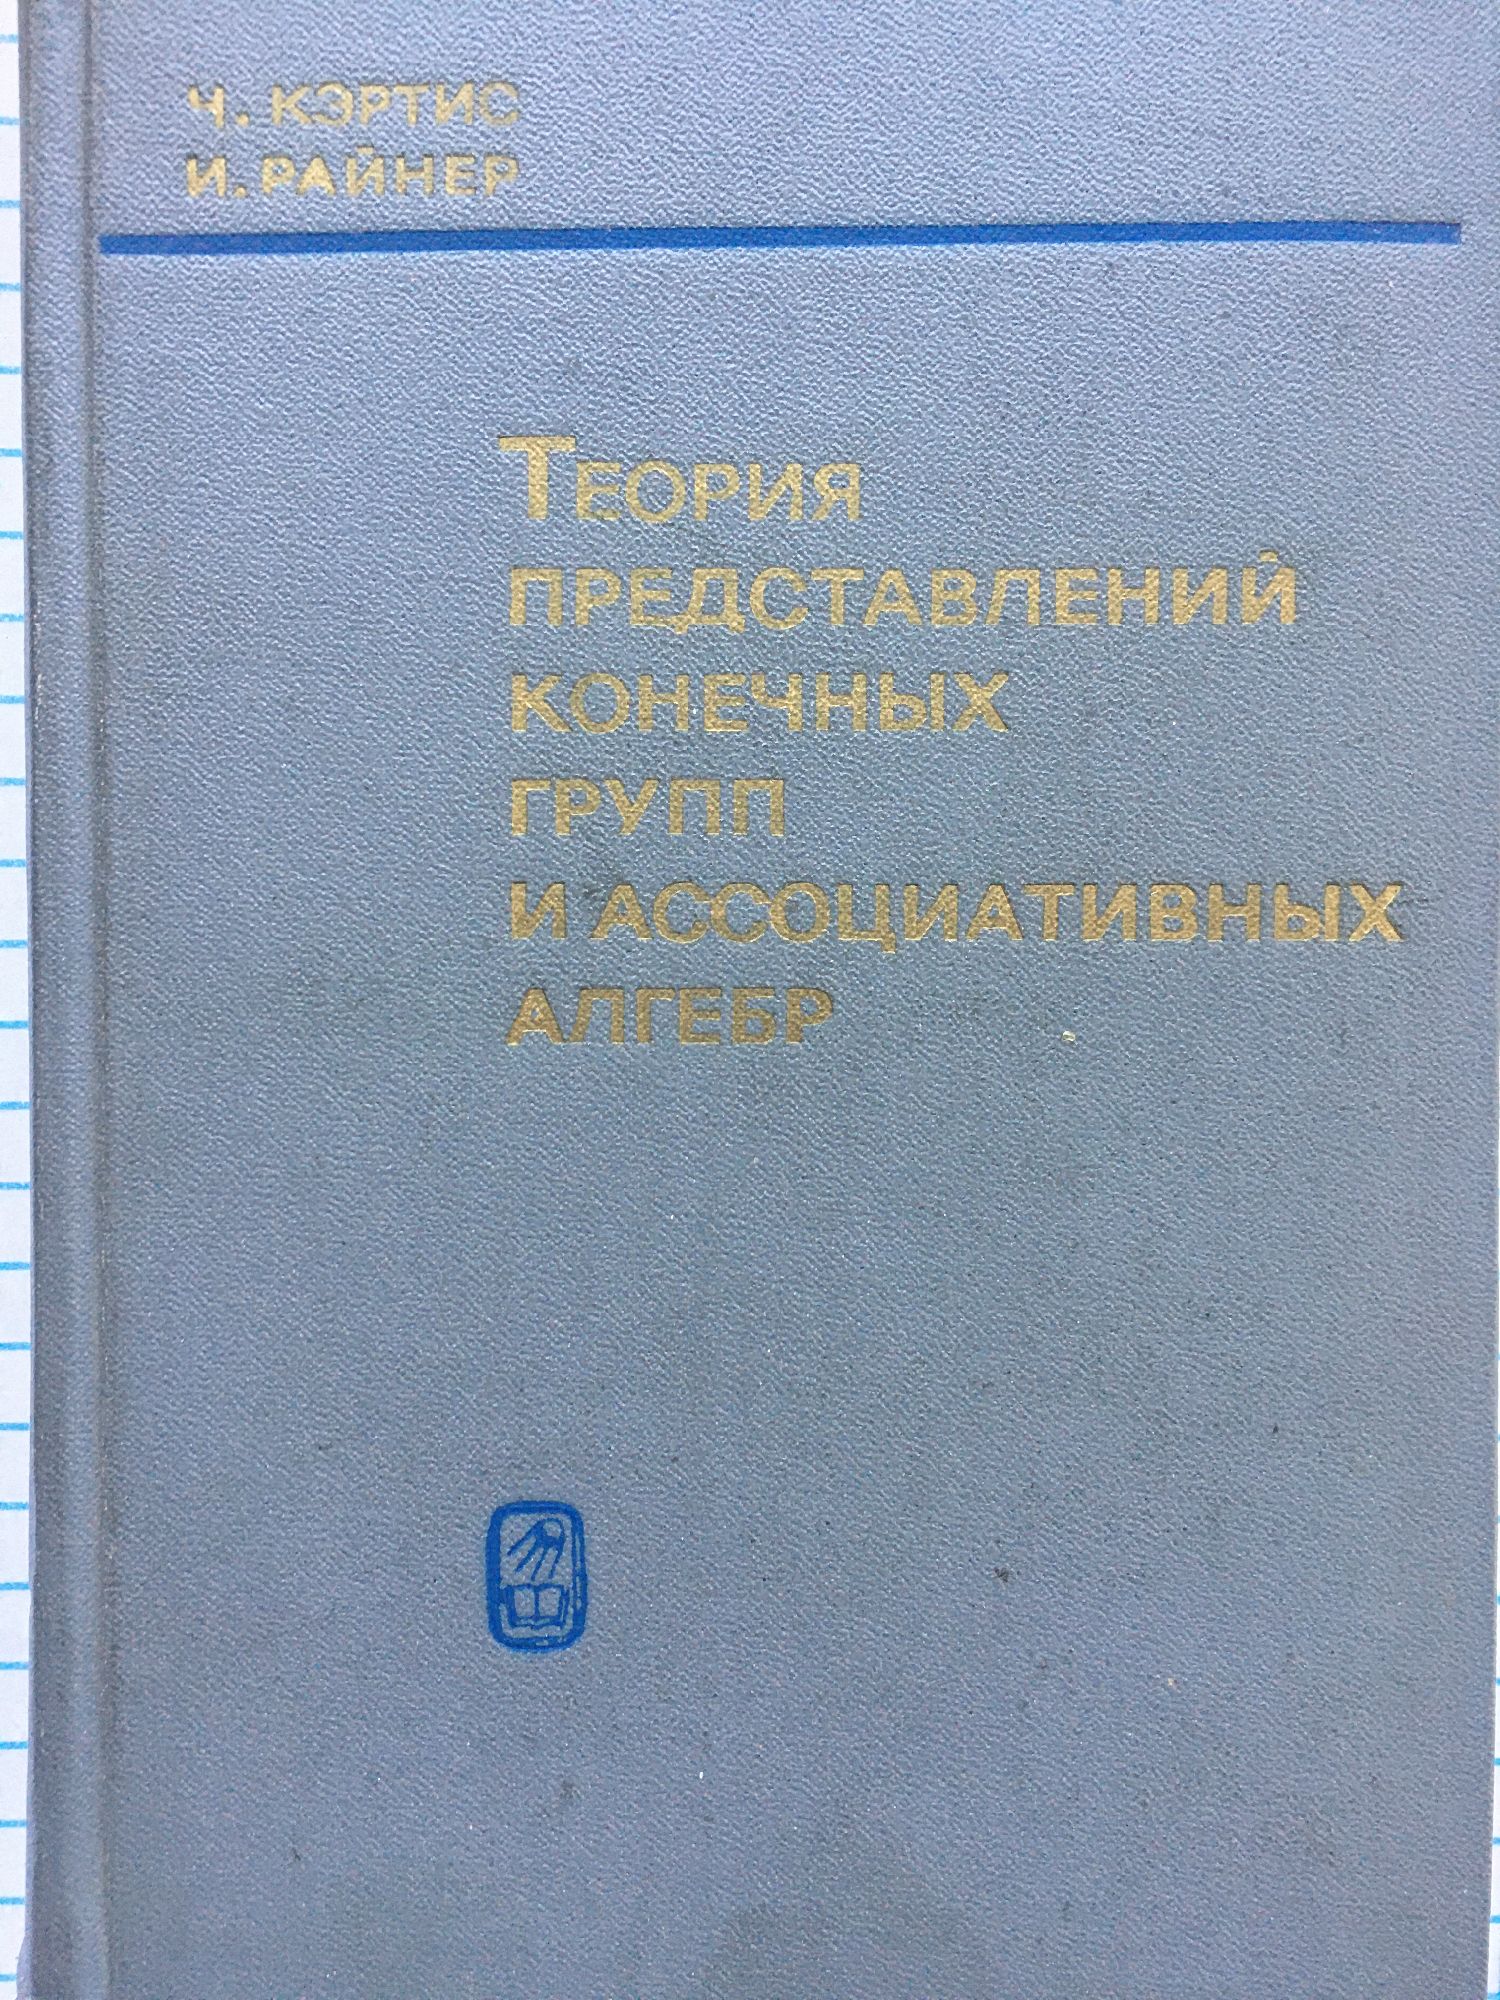 Ч. КЭРТИС
И. РАЙНЕР
ТЕОРИЯ
ПРЕДСТАВЛЕНИЙ
КОНЕЧНЫХ
ГРУПП
И АССОЦИАТИВНЫХ
АЛГЕБР